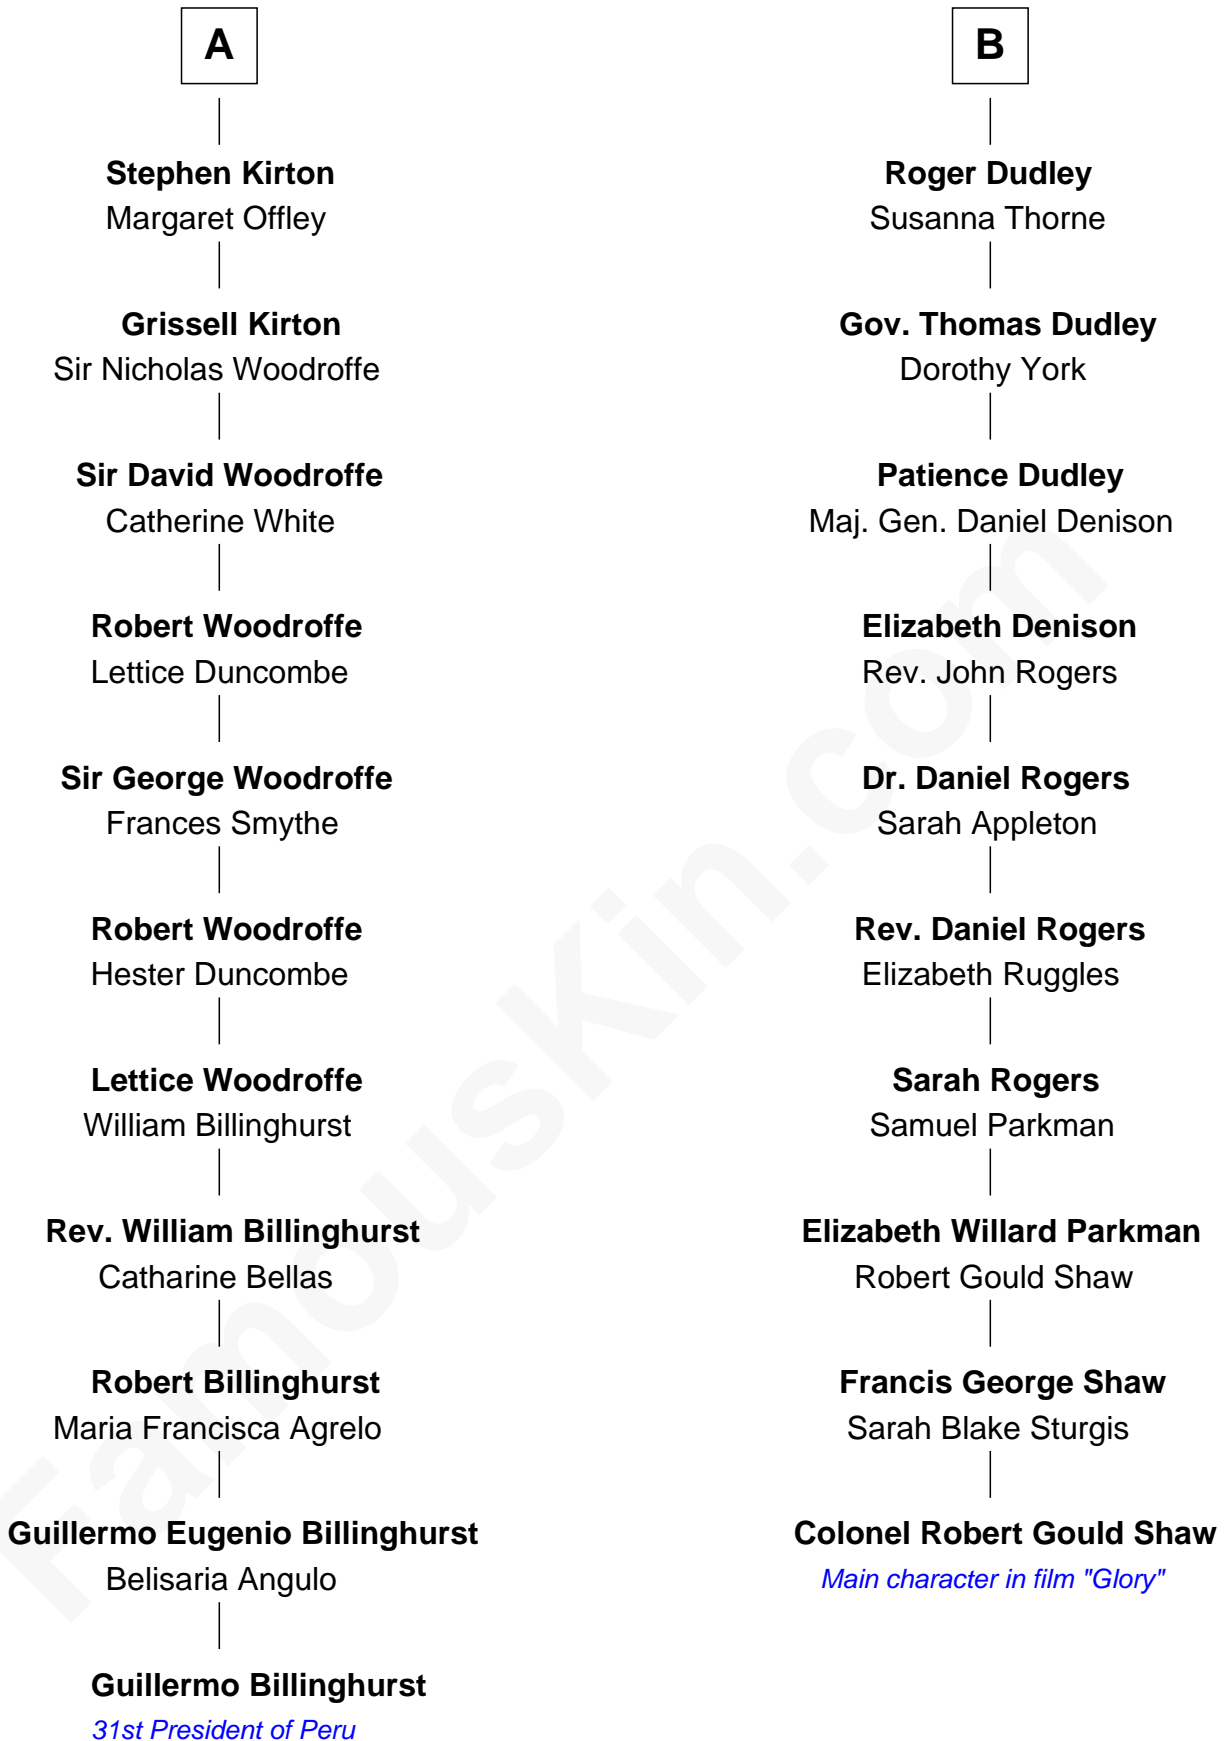 A
Stephen Kirton
Margaret Offley
Grissell Kirton
Sir Nicholas Woodroffe
Sir David Woodroffe
Catherine White
Robert Woodroffe
Lettice Duncombe
Sir George Woodroffe
Frances Smythe
Robert Woodroffe
Hester Duncombe
Lettice Woodroffe
William Billinghurst
Rev. William Billinghurst
Catharine Bellas
Robert Billinghurst
Maria Francisca Agrelo
Guillermo Eugenio Billinghurst
Belisaria Angulo
Guillermo Billinghurst
31st President of Peru
B
Roger Dudley
Susanna Thorne
Gov. Thomas Dudley
Dorothy York
Patience Dudley
Maj. Gen. Daniel Denison
Elizabeth Denison
Rev. John Rogers
Dr. Daniel Rogers
Sarah Appleton
Rev. Daniel Rogers
Elizabeth Ruggles
Sarah Rogers
Samuel Parkman
Elizabeth Willard Parkman
Robert Gould Shaw
Francis George Shaw
Sarah Blake Sturgis
Colonel Robert Gould Shaw
Main character in film "Glory"
FamousKin.com